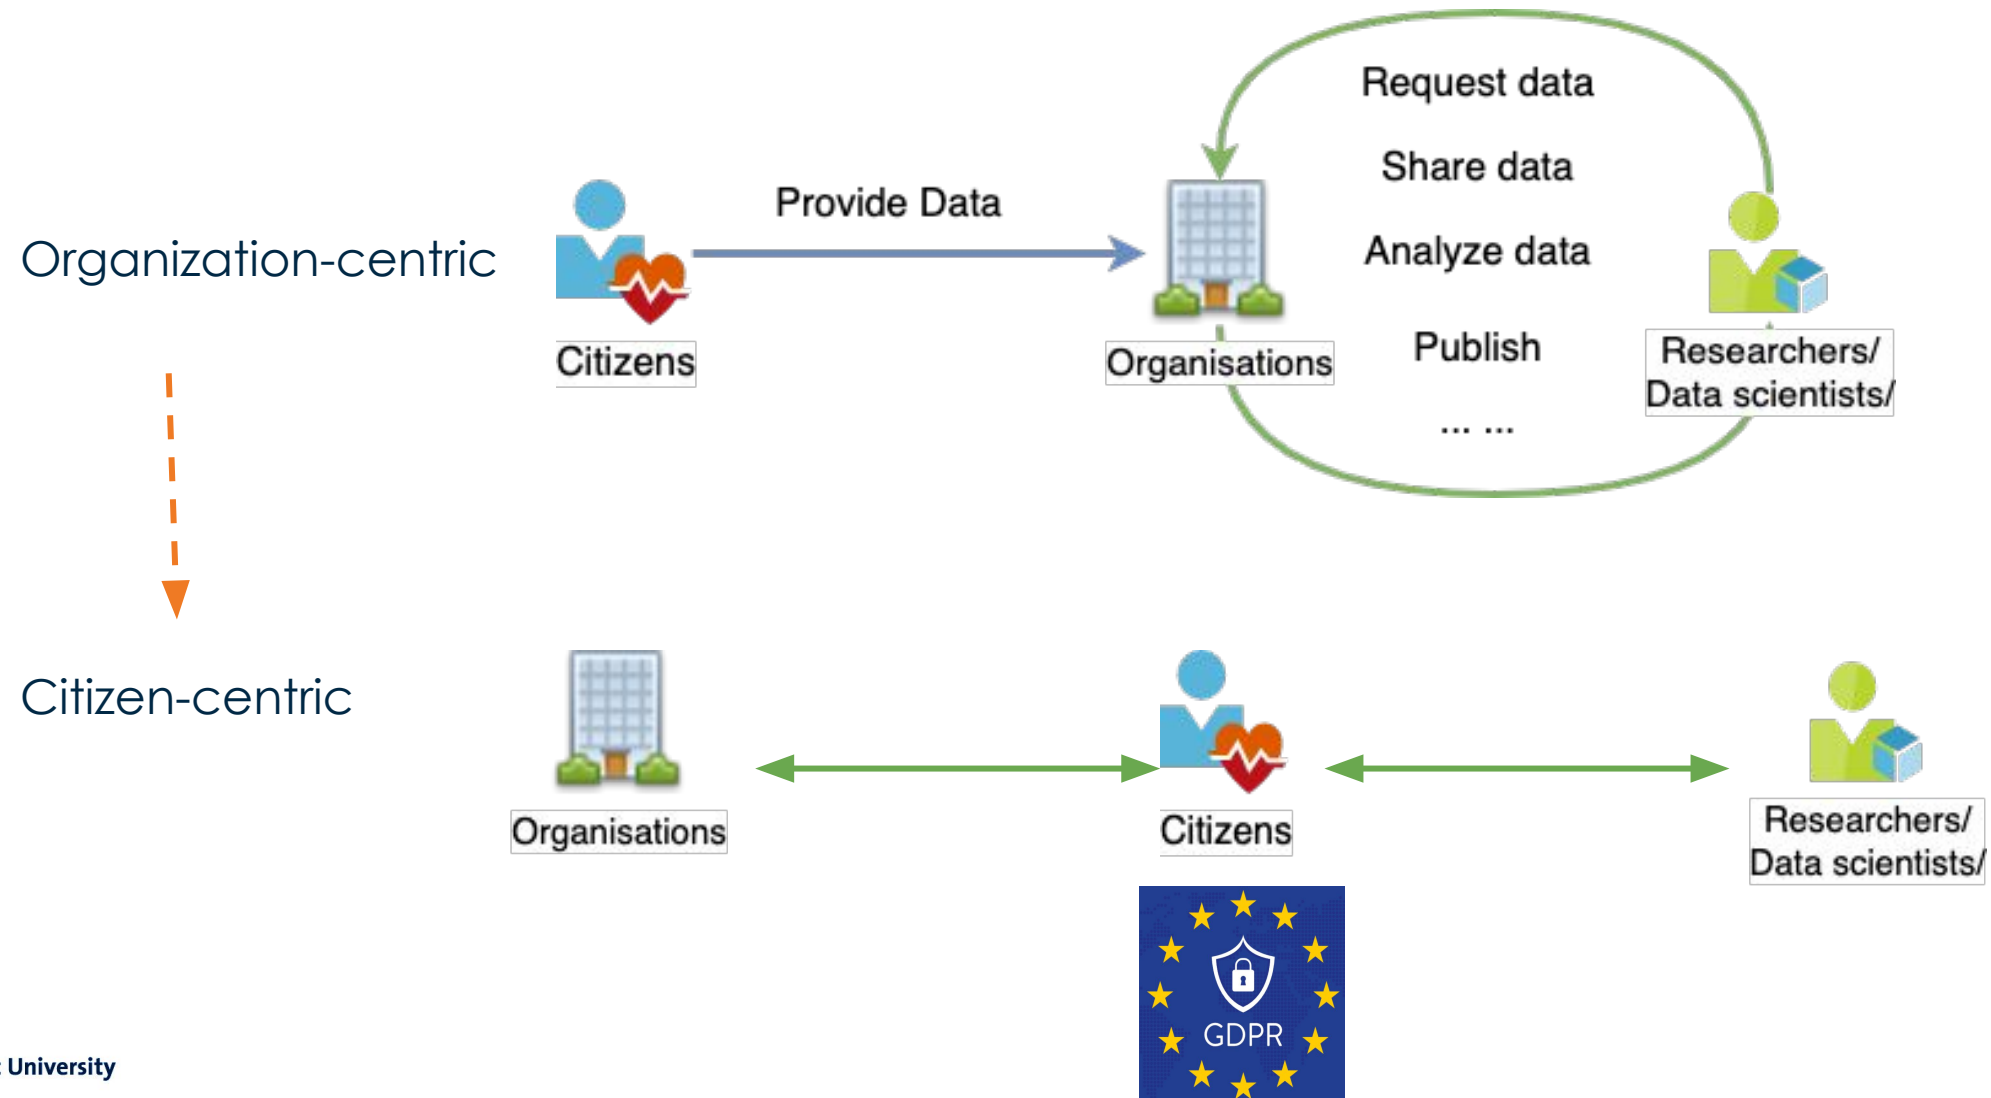 Organization-centric
Provide Data
Citizens
Organisations
Request data
Share data
Analyze data
Publish
... ...
Researchers/
Data scientists/
Citizen-centric
Organisations
Citizens
Researchers/
Data scientists/
GDPR
University